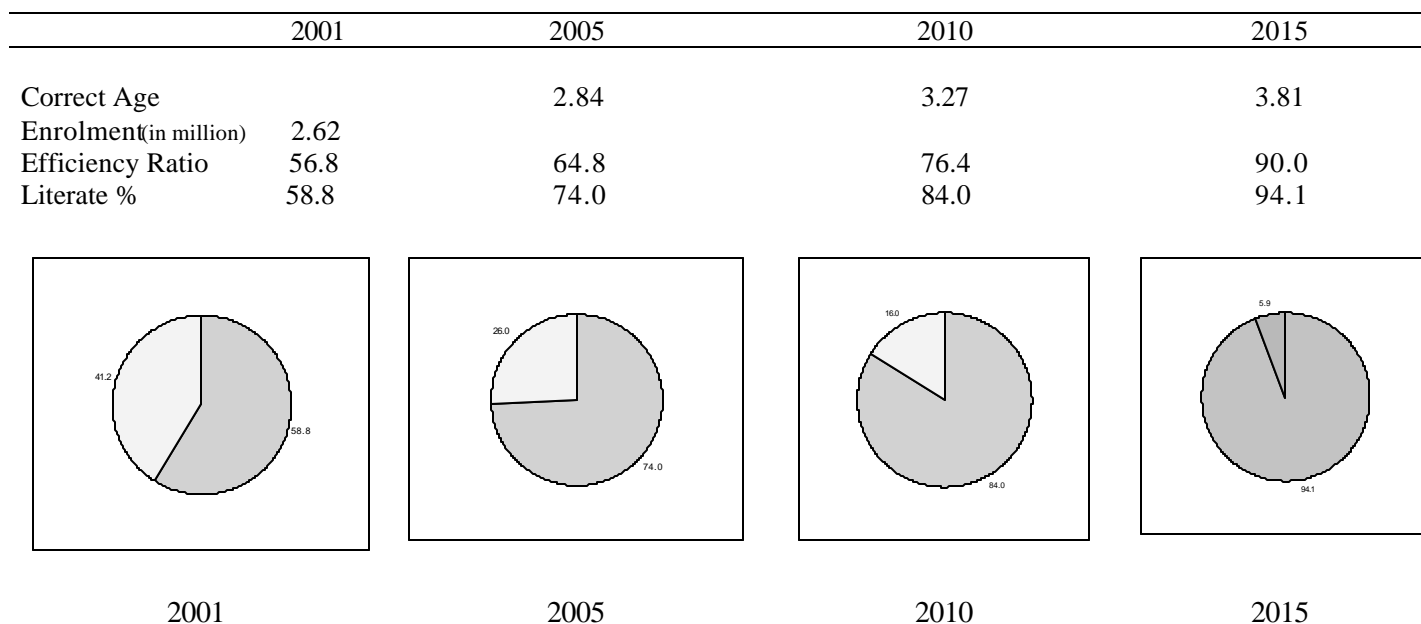 2001 2005 2010 2015
Correct Age 2.84 3.27 3.81
Enrolment(in million) 2.62
Efficiency Ratio 56.8 64.8 76.4 90.0
Literate % 58.8 74.0 84.0 94.1
41.2 58.8
26.0 74.0
16.0 84.0
5.9 94.1
2001 2005 2010 2015